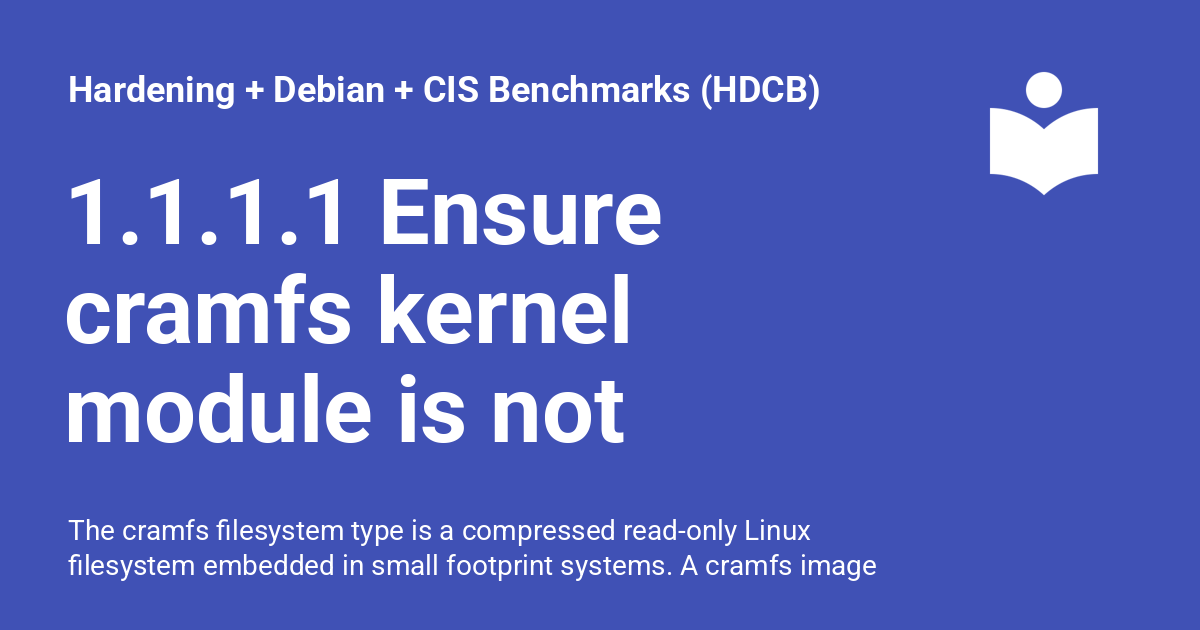 Hardening + Debian + CIS Benchmarks (HDCB)
1.1.1.1 Ensure
cramfs kernel
module is not
The cramfs filesystem type is a compressed read-only Linux
filesystem embedded in small footprint systems. A cramfs image